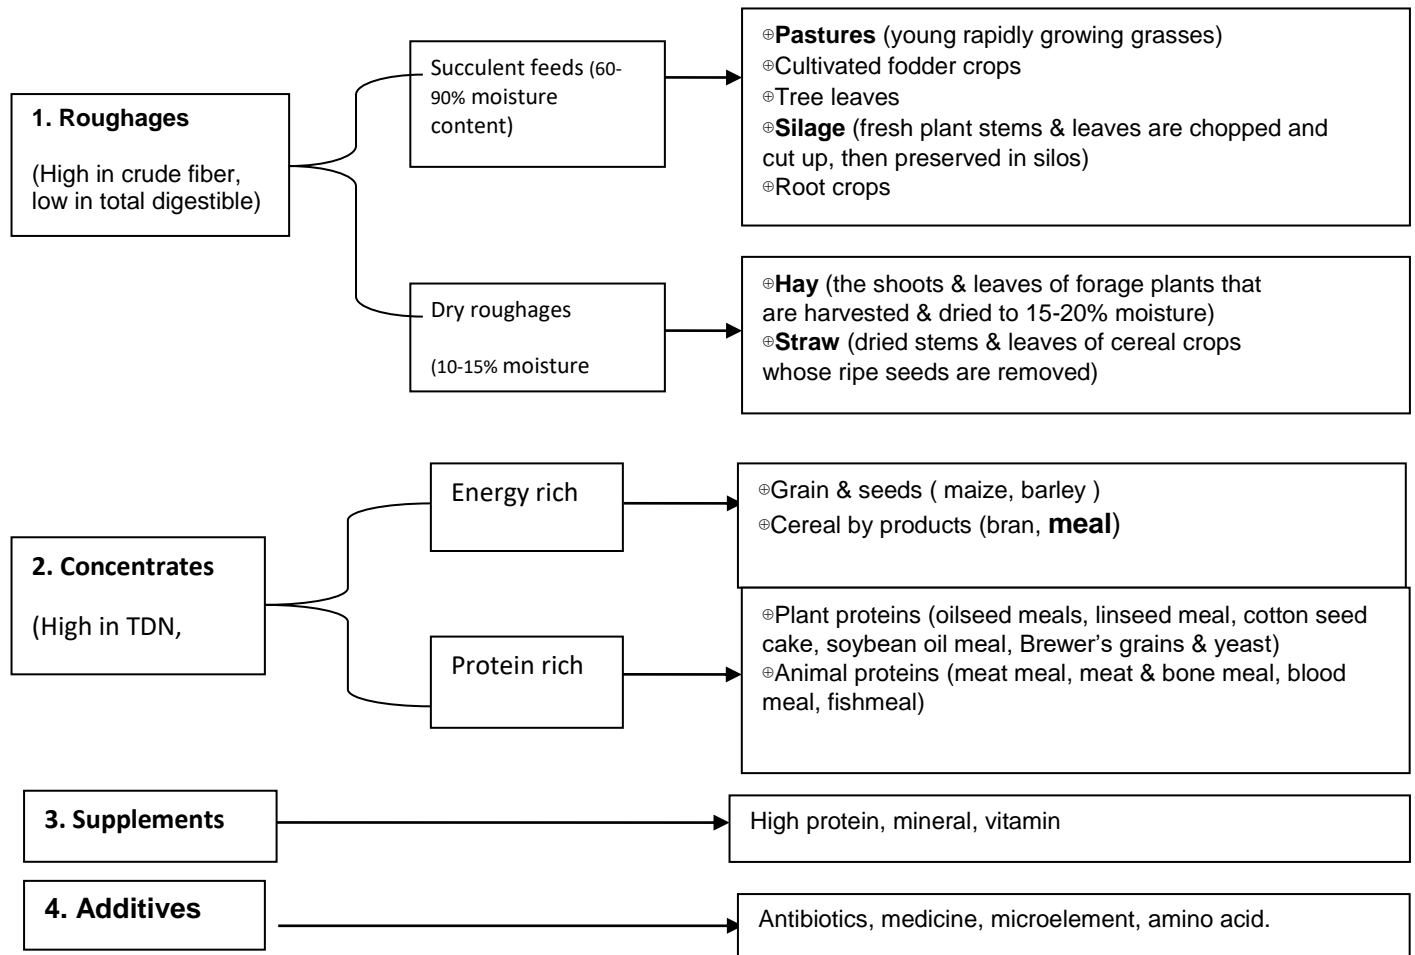 1. Roughages
(High in crude fiber,
low in total digestible)
Succulent feeds (60-
90% moisture
content)
⊕Pastures (young rapidly growing grasses)
⊕Cultivated fodder crops
⊕Tree leaves
⊕Silage (fresh plant stems & leaves are chopped and
cut up, then preserved in silos)
⊕Root crops
Dry roughages
(10-15% moisture
⊕Hay (the shoots & leaves of forage plants that
are harvested & dried to 15-20% moisture)
⊕Straw (dried stems & leaves of cereal crops
whose ripe seeds are removed)
2. Concentrates
(High in TDN,
Energy rich
⊕Grain & seeds ( maize, barley )
⊕Cereal by products (bran, meal)
Protein rich
⊕Plant proteins (oilseed meals, linseed meal, cotton seed
cake, soybean oil meal, Brewer’s grains & yeast)
⊕Animal proteins (meat meal, meat & bone meal, blood
meal, fishmeal)
3. Supplements
High protein, mineral, vitamin
4. Additives
Antibiotics, medicine, microelement, amino acid.